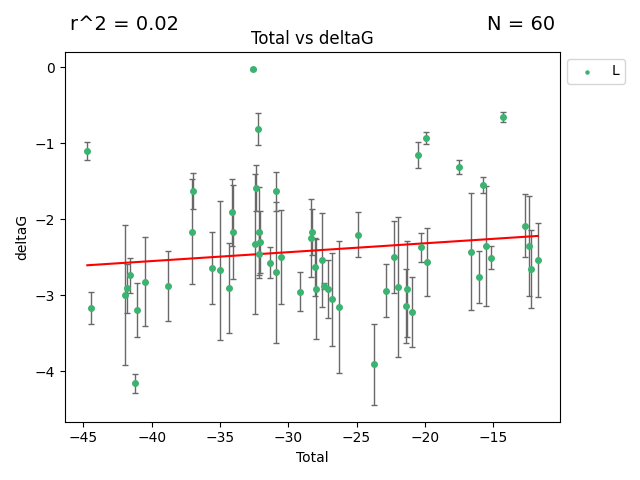 r^2 = 0.02
N = 60
Total vs deltaG
L
deltaG
0
−1
−2
−3
−4
−45
−40
−35
−30
−25
−20
−15
Total